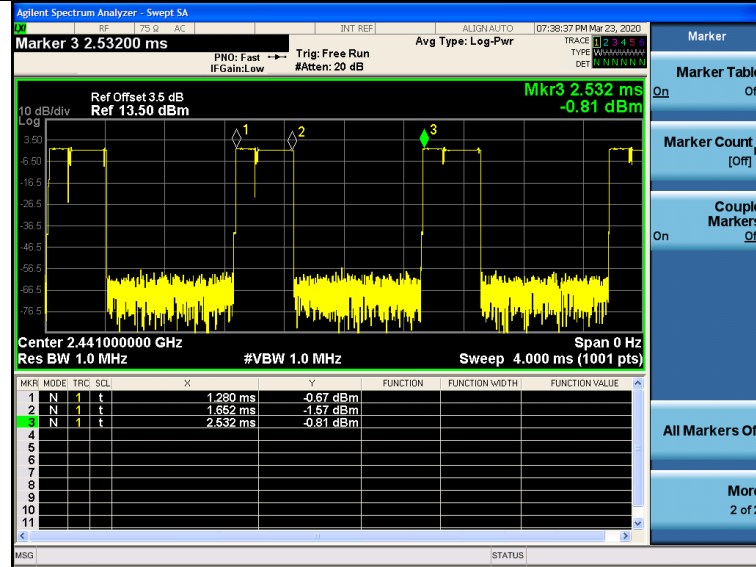 Agilent Spectrum Analyzer - Swept SA
LXI RF 75 Ω AC INT REF ALIGN AUTO 07:38:37 PM Mar 23, 2020
Marker 3 2.53200 ms
PNO: Fast
IFGain:Low
Trig: Free Run
#Atten: 20 dB
Avg Type: Log-Pwr
TRACE 1 2 3 4 5 6
TYPE WWWWWW
DET N N N N N N
Mkr3 2.532 ms
-0.81 dBm
Ref Offset 3.5 dB
10 dB/div Ref 13.50 dBm
Log
3.50
-6.50
-16.5
-26.5
-36.5
-46.5
-56.5
-66.5
-76.5
1
2
3
Center 2.441000000 GHz Span 0 Hz
Res BW 1.0 MHz #VBW 1.0 MHz Sweep 4.000 ms (1001 pts)
MKR MODE TRC SCL X Y FUNCTION FUNCTION WIDTH FUNCTION VALUE
1 N 1 t 1.280 ms -0.67 dBm
2 N 1 t 1.652 ms -1.57 dBm
3 N 1 t 2.532 ms -0.81 dBm
4
5
6
7
8
9
10
11
MSG STATUS
Marker
Marker Table
On Of
Marker Count
[Off]
Couple
Markers
On Of
All Markers Of
More
2 of 2